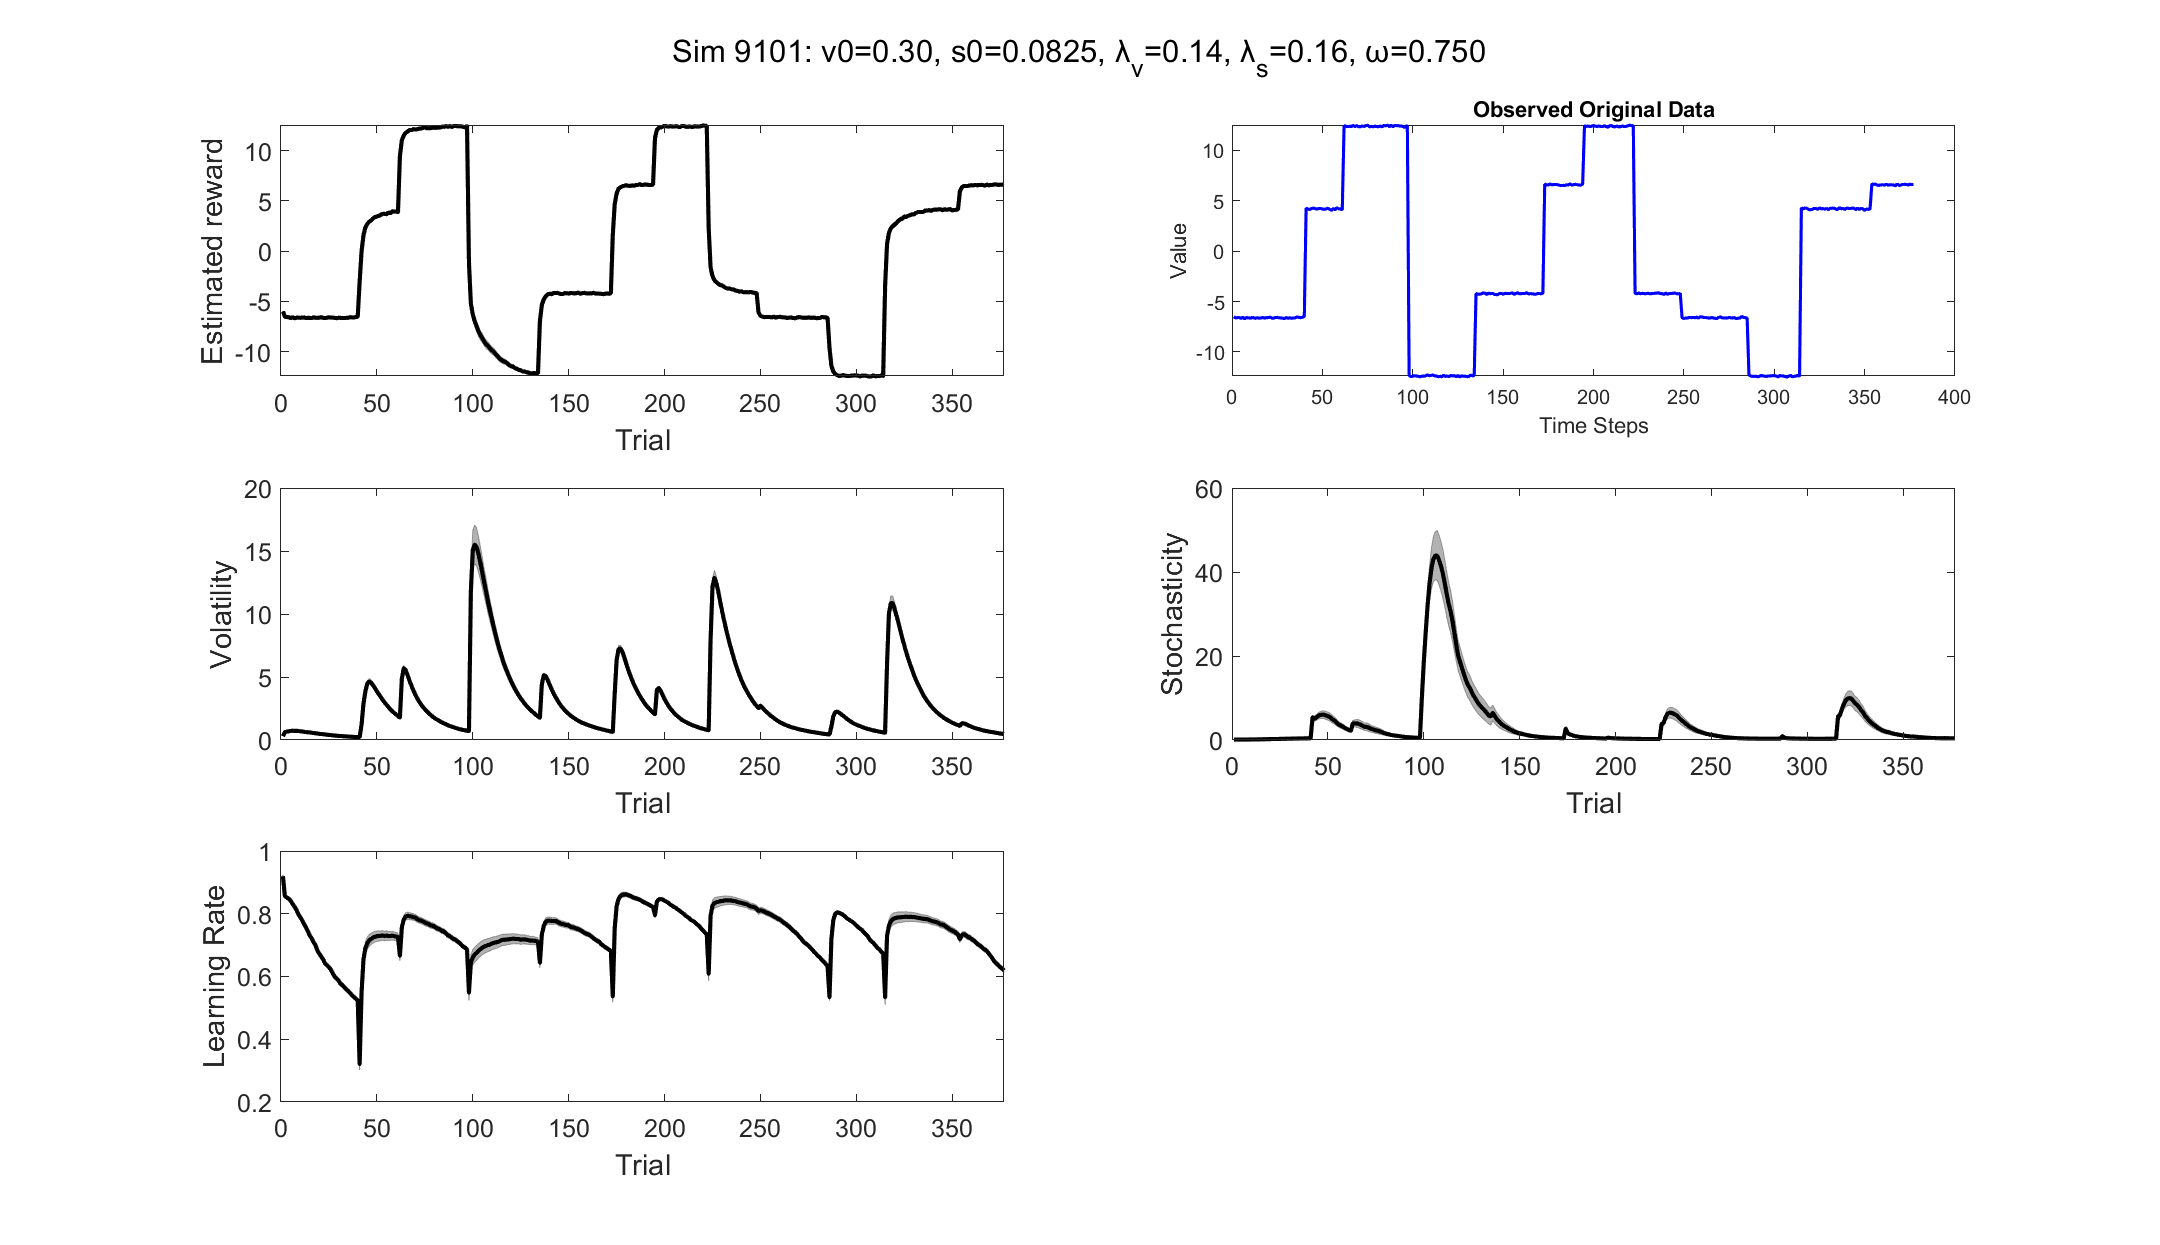 Sim 9101: v0=0.30, s0=0.0825, λ_v=0.14, λ_s=0.16, ω=0.750
Estimated reward
10
5
0
-5
-10
0 50 100 150 200 250 300 350
Trial
Observed Original Data
Value
10
5
0
-5
-10
0 50 100 150 200 250 300 350 400
Time Steps
Volatility
20
15
10
5
0
0 50 100 150 200 250 300 350
Trial
Stochasticity
60
40
20
0
0 50 100 150 200 250 300 350
Trial
Learning Rate
1
0.8
0.6
0.4
0.2
0 50 100 150 200 250 300 350
Trial